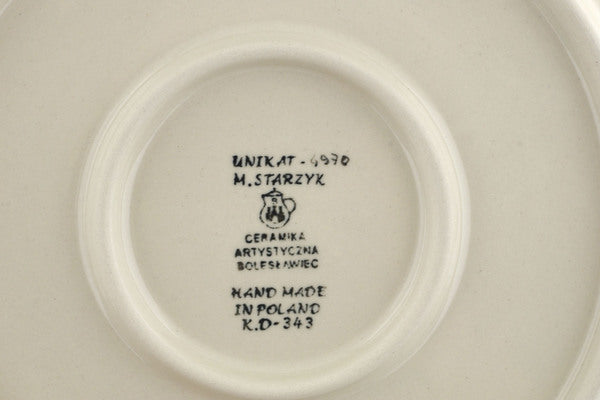 UNIKAT - 4970
M. STARZYK
CERAMIKA
ARTYSTYCZNA
BOLESŁAWIEC
HAND MADE
IN POLAND
K.D-343